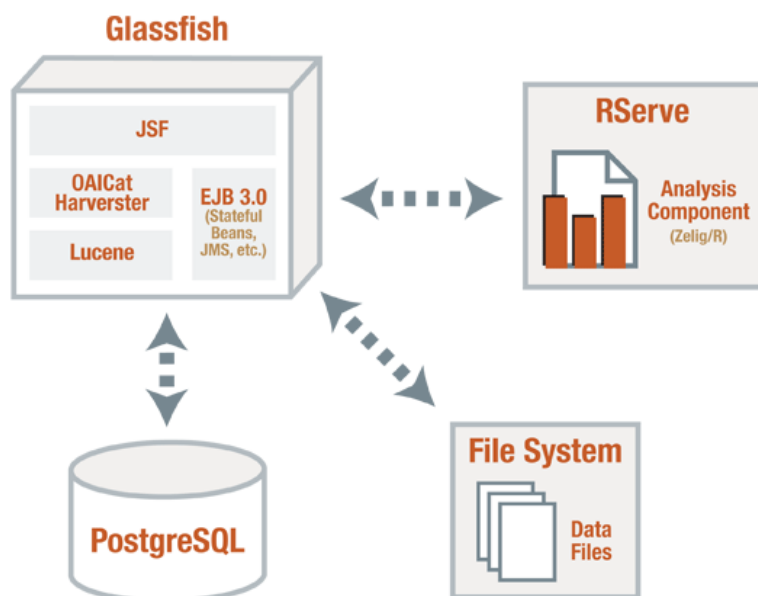 Glassfish
JSF
OAICat
Harverster
Lucene
EJB 3.0
(Stateful
Beans,
JMS, etc.)
RServe
Analysis
Component
(Zelig/R)
PostgreSQL
File System
Data
Files